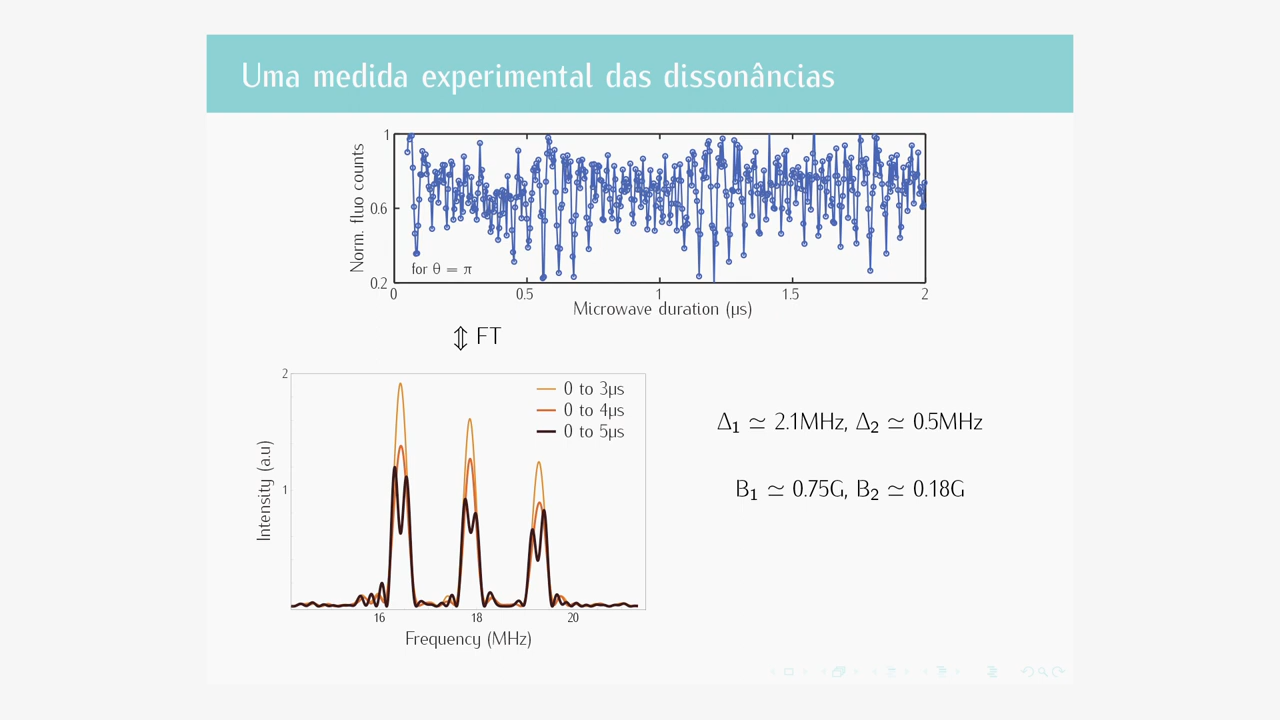 Uma medida experimental das dissonâncias
1
0.6
0.2
Norm. fluo counts
for θ = π
0
0.5
1
1.5
2
Microwave duration (μs)
⇕ FT
2
1
Intensity (a.u)
0 to 3μs
0 to 4μs
0 to 5μs
16
18
20
Frequency (MHz)
Δ₁ ≃ 2.1MHz, Δ₂ ≃ 0.5MHz
B₁ ≃ 0.75G, B₂ ≃ 0.18G